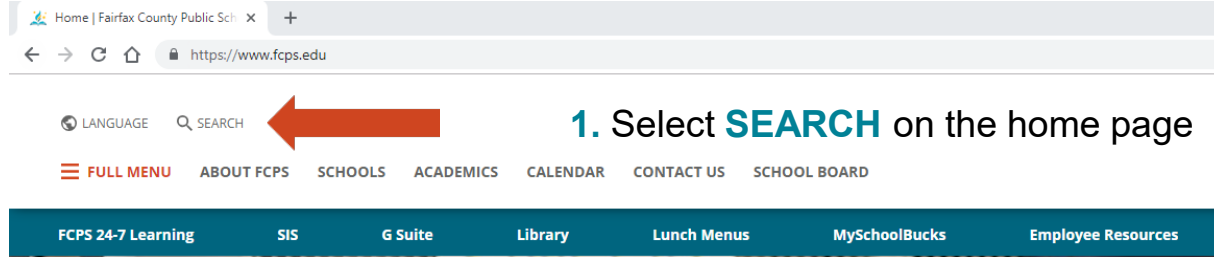 Home | Fairfax County Public Sch
https://www.fcps.edu
LANGUAGE SEARCH
1. Select SEARCH on the home page
FULL MENU ABOUT FCPS SCHOOLS ACADEMICS CALENDAR CONTACT US SCHOOL BOARD
FCPS 24-7 Learning SIS G Suite Library Lunch Menus MySchoolBucks Employee Resources